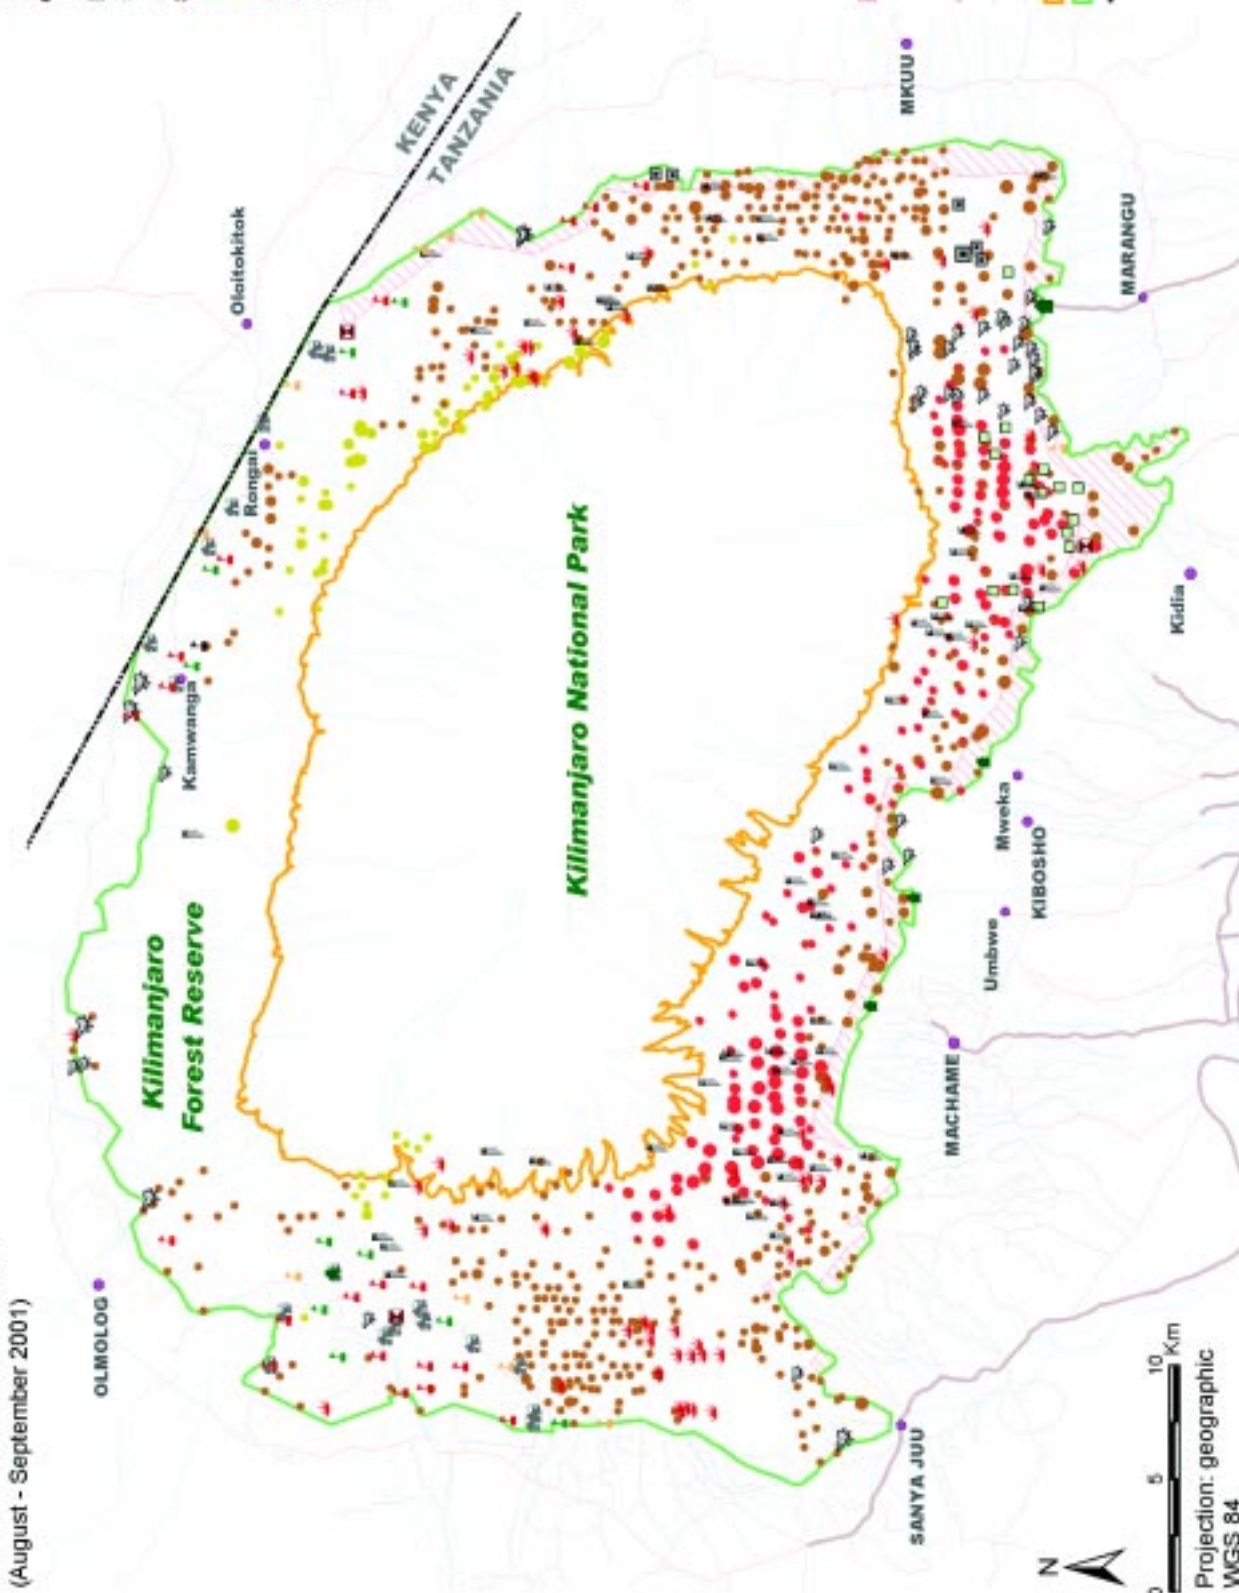 (August - September 2001)
KENYA
TANZANIA
Oloitokitok
Rongai
Kamwanga
OLMOLOG
Kilimanjaro
Forest Reserve
Kilimanjaro National Park
MKUU
MARANGU
Kidia
Mweka
KIBOSHO
Umbwe
MACHAME
SANYA JUU
N
0 5 10 Km
Projection: geographic
WGS 84